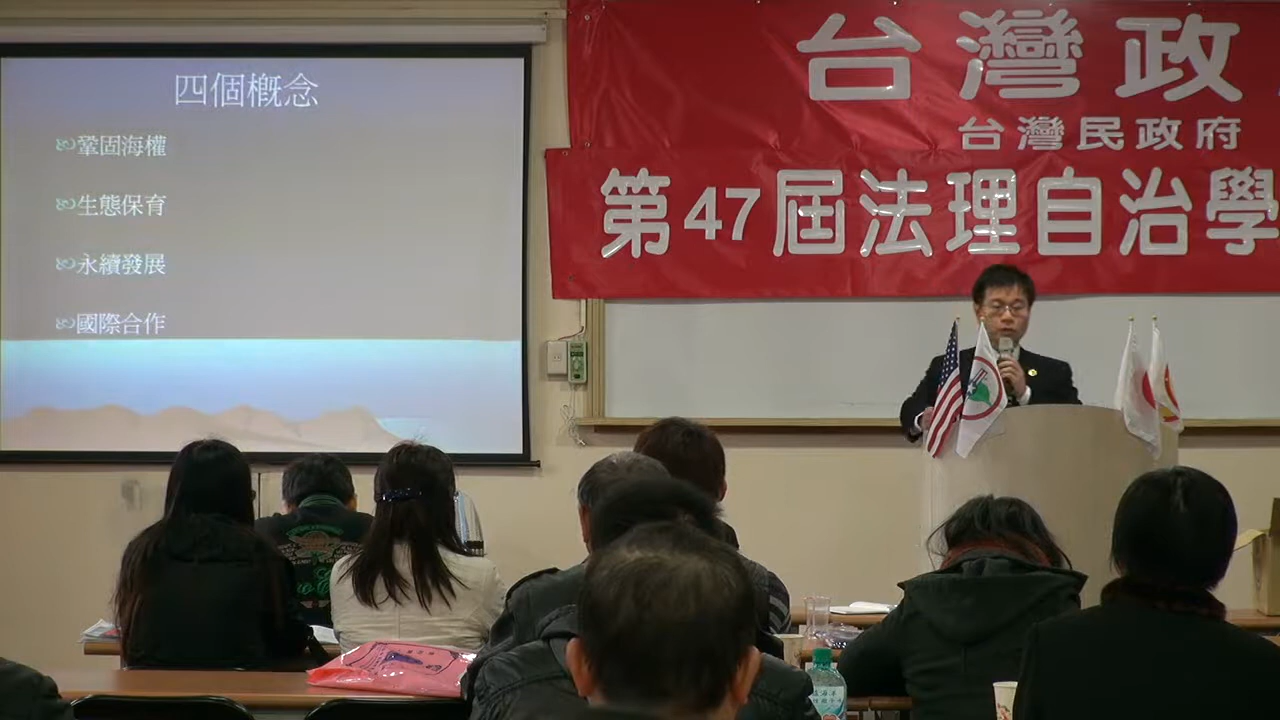 四個概念
鞏固海權
生態保育
永續發展
國際合作
台灣政
台灣民政府
第47屆法理自治學